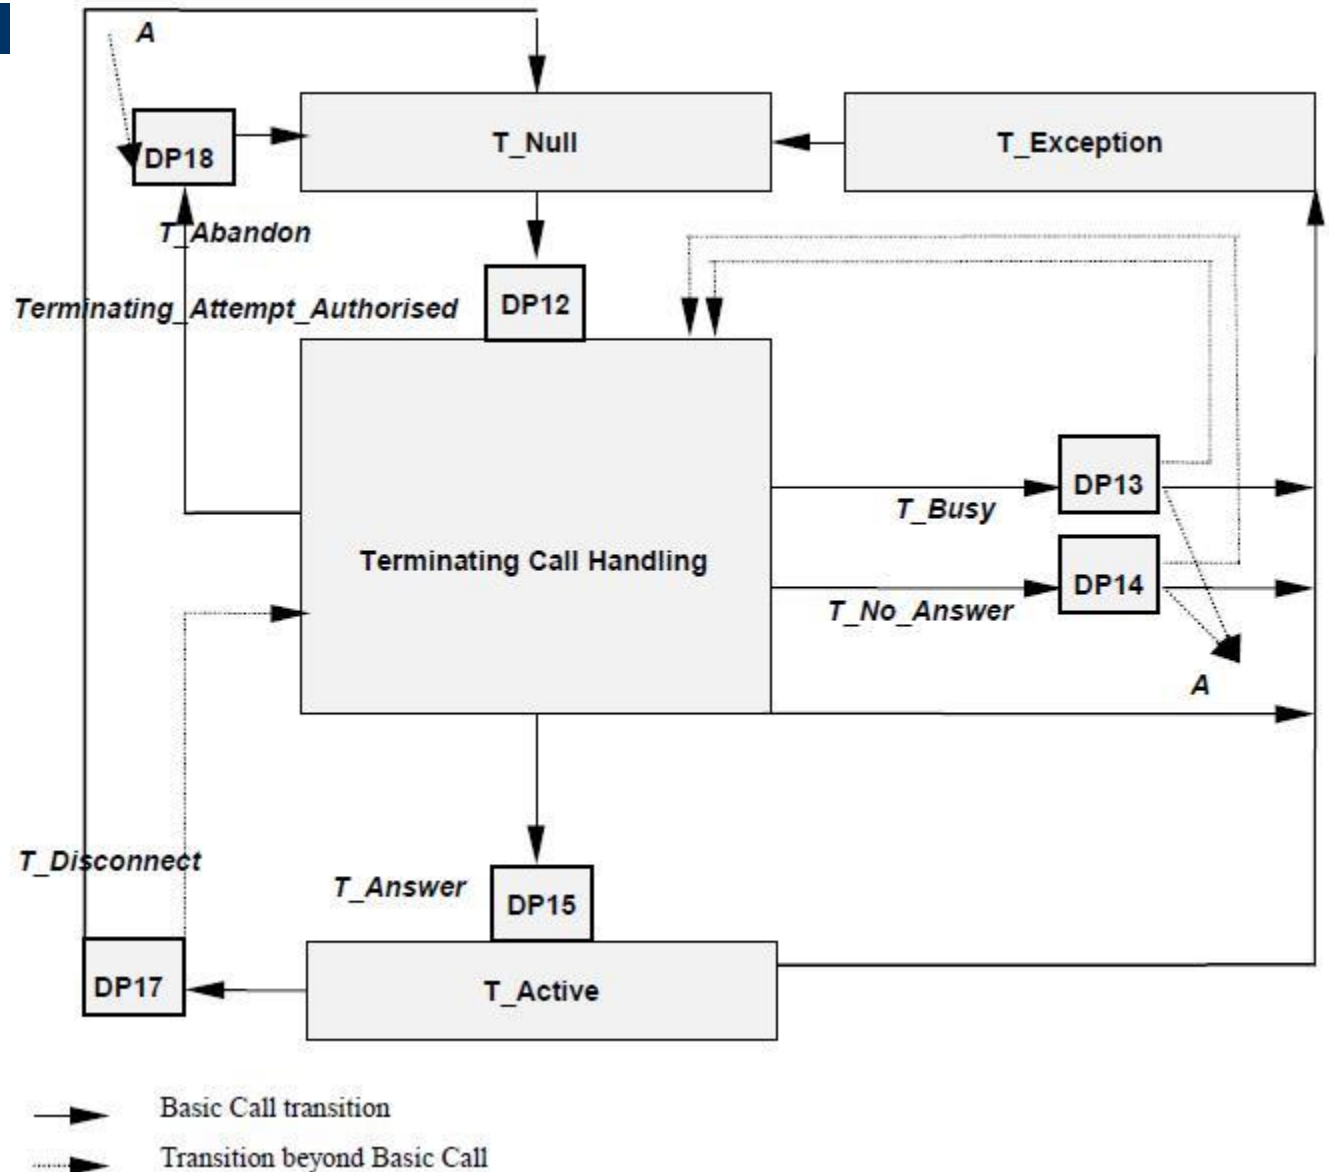 A
T_Null
T_Exception
DP18
T_Abandon
Terminating_Attempt_Authorised
DP12
DP13
T_Busy
Terminating Call Handling
DP14
T_No_Answer
A
T_Disconnect
T_Answer
DP15
DP17
T_Active
Basic Call transition
Transition beyond Basic Call